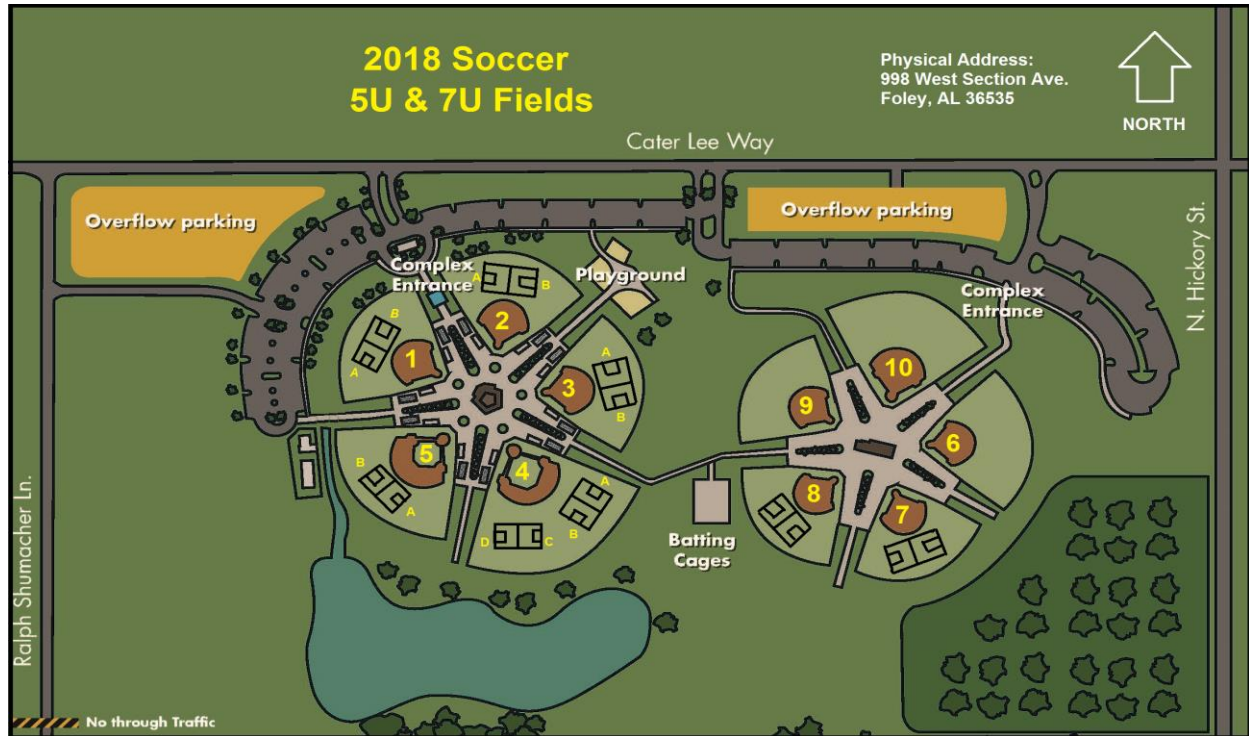 2018 Soccer
5U & 7U Fields
Physical Address:
998 West Section Ave.
Foley, AL 36535
NORTH
Cater Lee Way
Overflow parking
Overflow parking
N. Hickory St.
Complex
Entrance
A
B
Playground
Complex
Entrance
2
B
1
A
3
A
B
10
9
6
5
B
A
4
A
B
D
C
8
7
Batting
Cages
Ralph Shumacher Ln.
No through Traffic